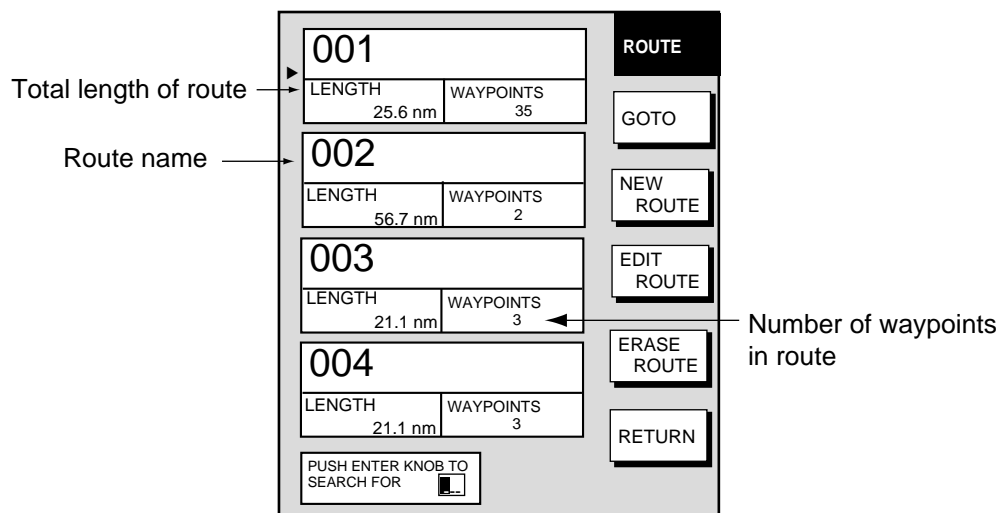 Total length of route
Route name
001
LENGTH
25.6 nm
WAYPOINTS
35
002
LENGTH
56.7 nm
WAYPOINTS
2
003
LENGTH
21.1 nm
WAYPOINTS
3
004
LENGTH
21.1 nm
WAYPOINTS
3
PUSH ENTER KNOB TO
SEARCH FOR █_ _
ROUTE
GOTO
NEW
ROUTE
EDIT
ROUTE
ERASE
ROUTE
RETURN
Number of waypoints
in route